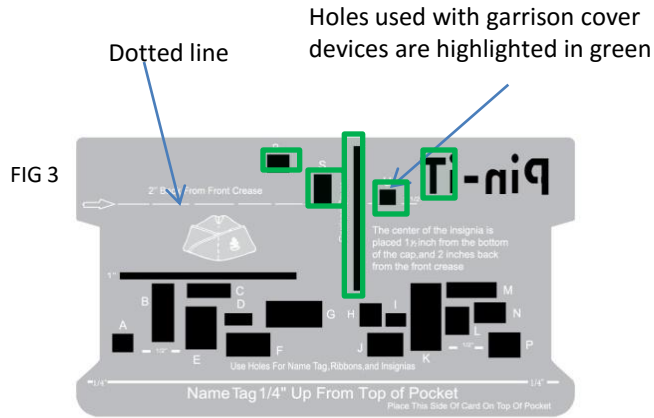 Holes used with garrison cover
devices are highlighted in green
Dotted line
FIG 3
Pin-iT
S
2" Back From Front Crease
The center of the insignia is
placed 1½ inch from the bottom
of the cap,and 2 inches back
from the front crease
1"
A
B
C
D
E
F
G
H
I
J
K
L
M
N
P
1/2"
1/2"
Use Holes For Name Tag,Ribbons,and Insignias
1/4"
1/4"
Name Tag 1/4" Up From Top of Pocket
Place This Side Of Card On Top Of Pocket